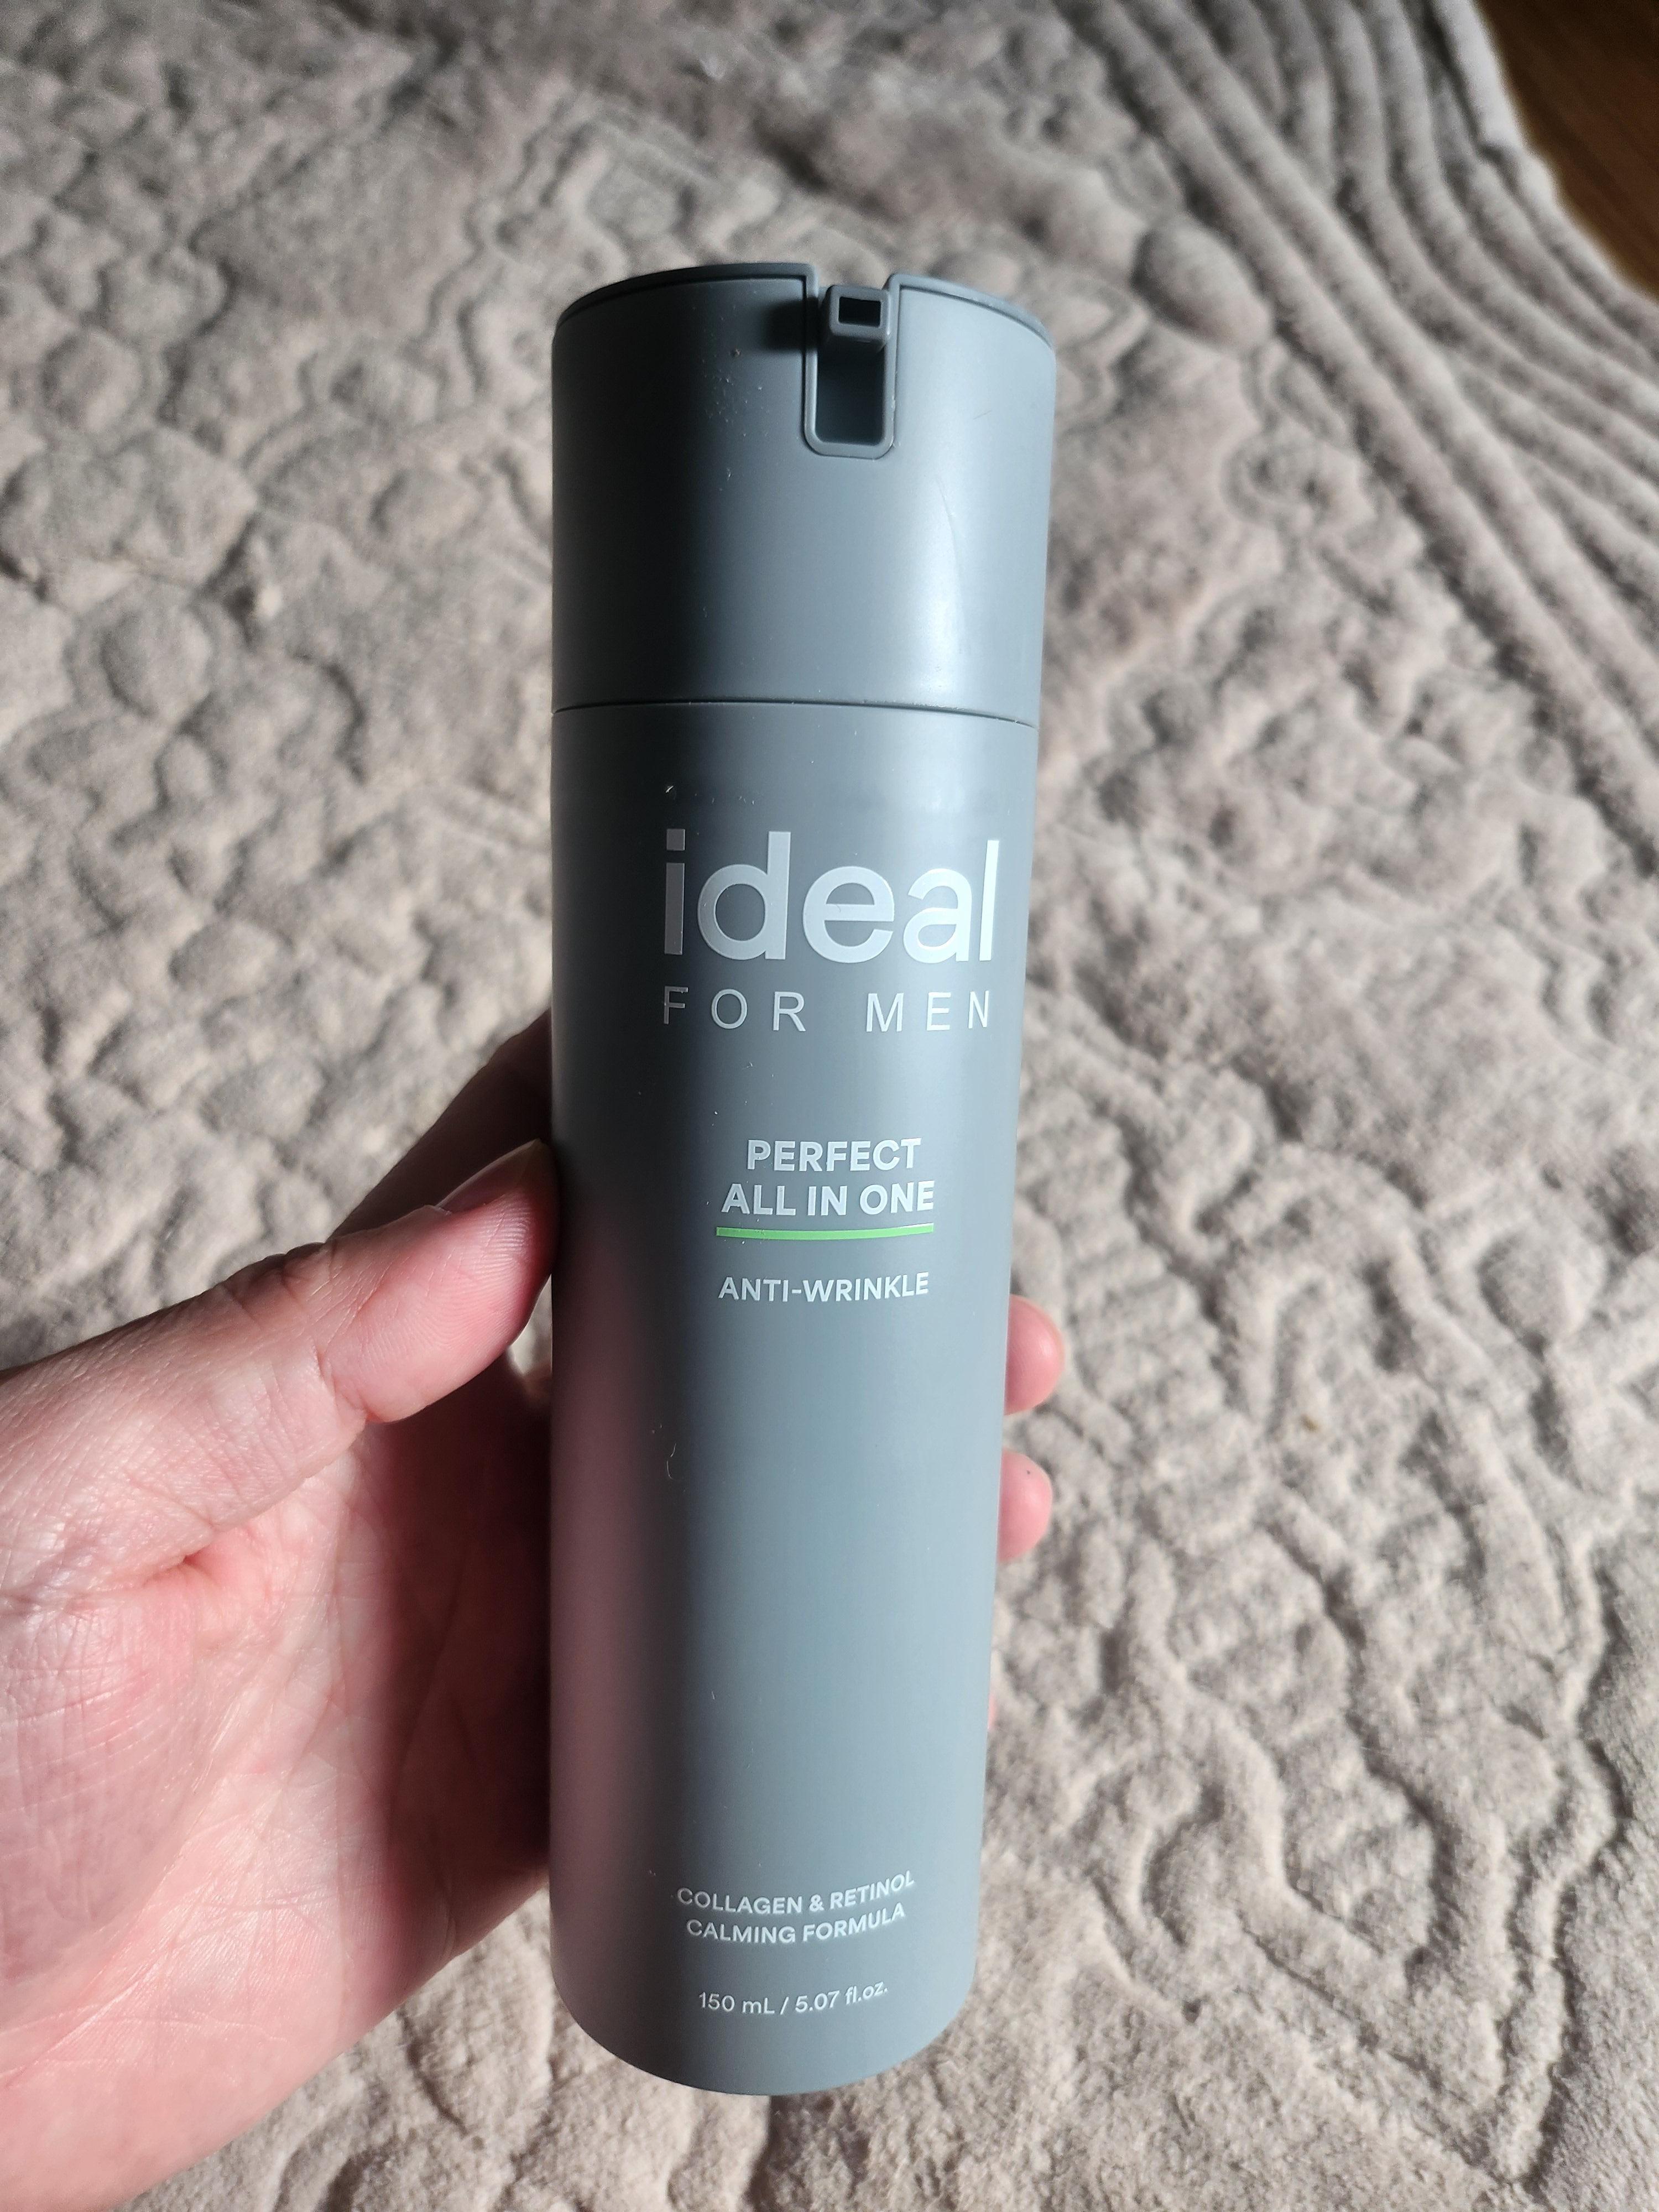 ideal
FOR MEN
PERFECT
ALL IN ONE
ANTI-WRINKLE
COLLAGEN & RETINOL
CALMING FORMULA
150 mL / 5.07 fl.oz.